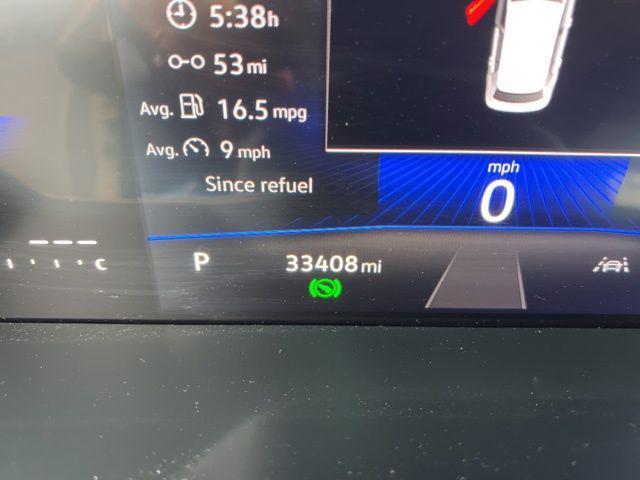 5:38h
53 mi
Avg. 16.5 mpg
Avg. 9 mph
Since refuel
mph
0
P
33408 mi
--- °C